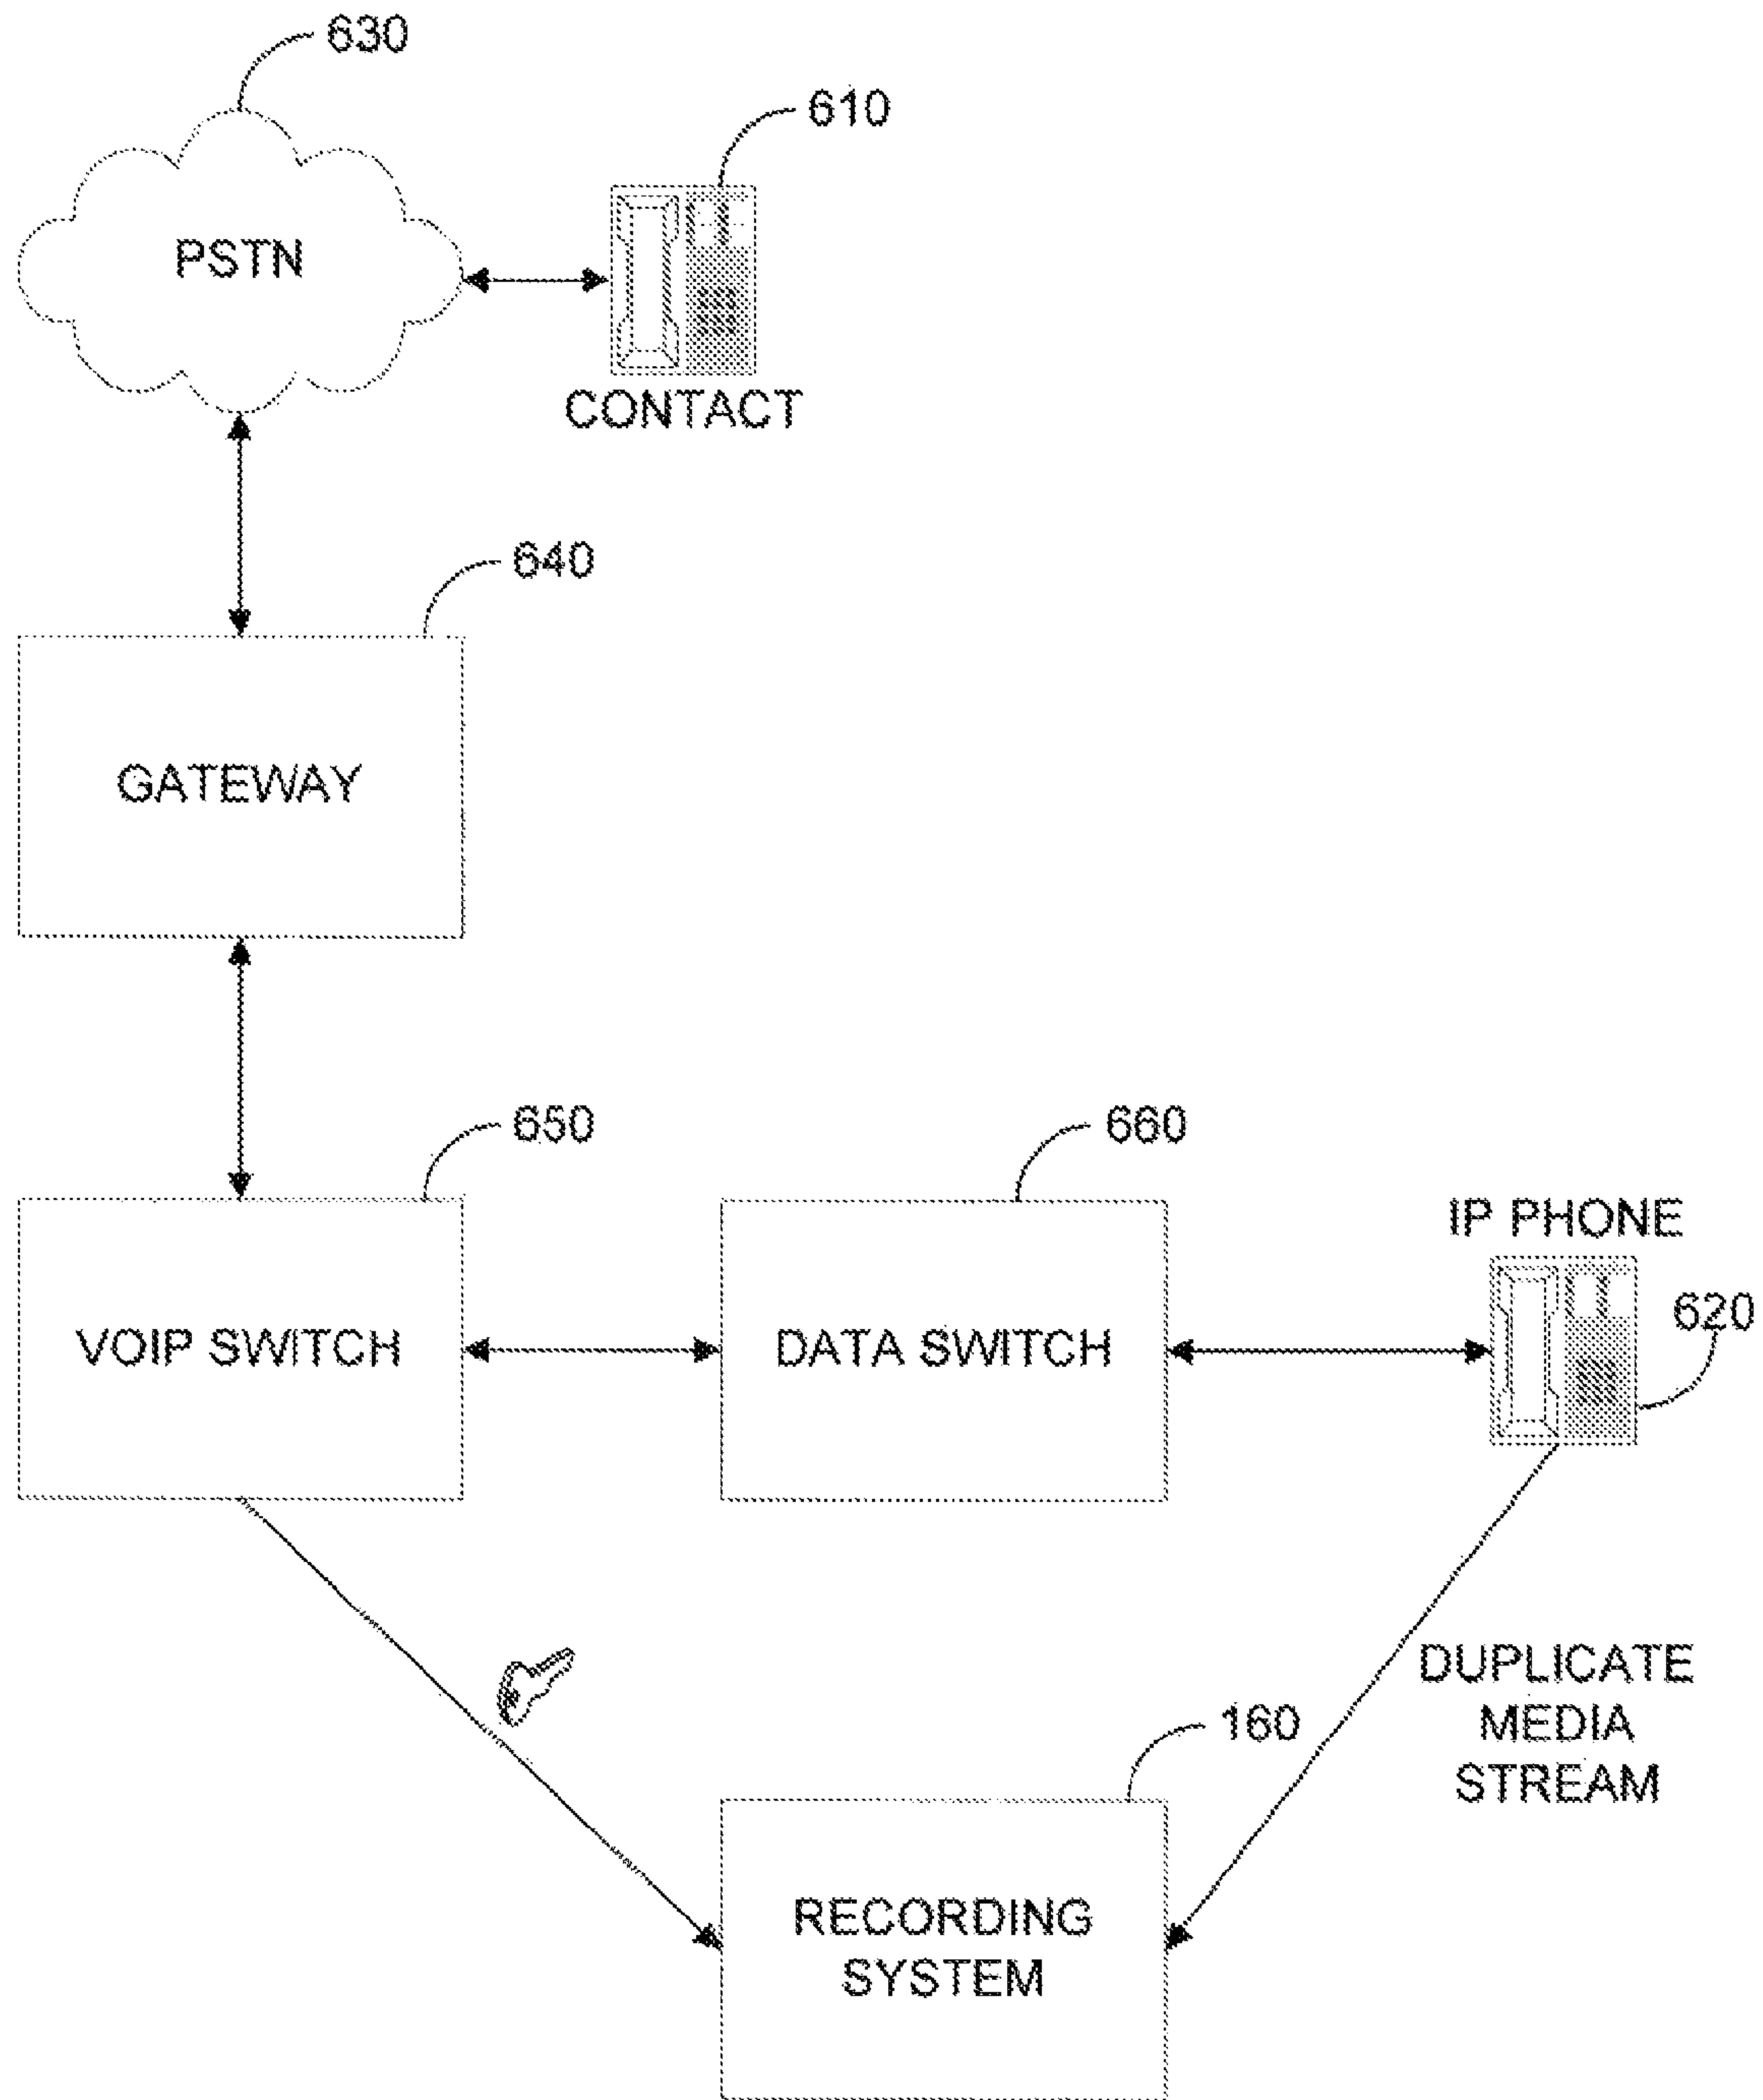 630
610
PSTN
CONTACT
640
GATEWAY
650
660
IP PHONE
620
VOIP SWITCH
DATA SWITCH
DUPLICATE
MEDIA
STREAM
160
RECORDING
SYSTEM